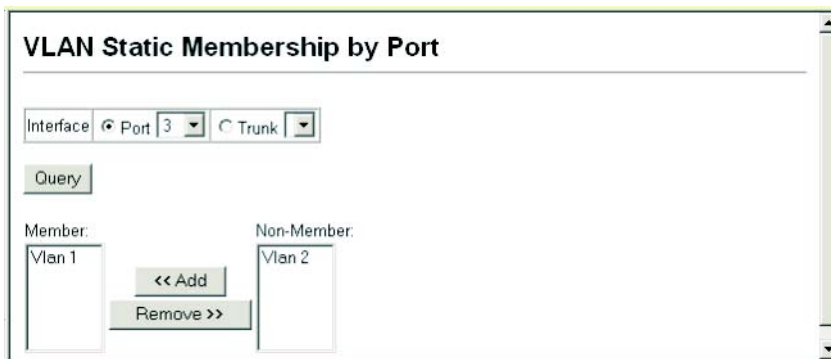 VLAN Static Membership by Port
Interface Port 3 Trunk
Query
Member: Non-Member:
Vlan 1 Vlan 2
<< Add
Remove >>